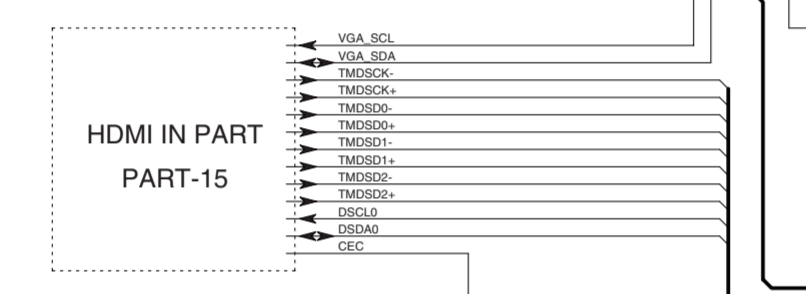 VGA_SCL
VGA_SDA
TMDSCK-
TMDSCK+
TMDSD0-
TMDSD0+
TMDSD1-
TMDSD1+
TMDSD2-
TMDSD2+
DSCL0
DSDA0
CEC
HDMI IN PART
PART-15